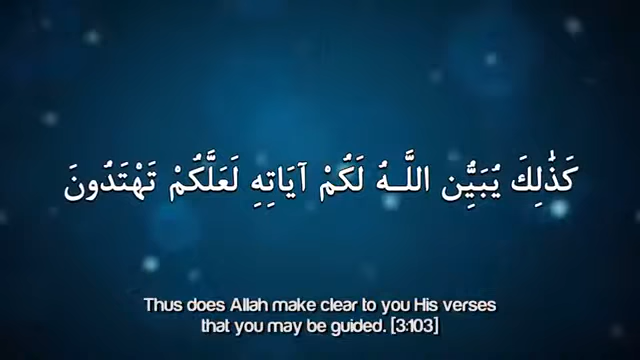 كَذَٰلِكَ يُبَيِّن اللَّـهُ لَكُمْ آيَاتِهِ لَعَلَّكُمْ تَهْتَدُونَ
Thus does Allah make clear to you His verses
that you may be guided. [3:103]